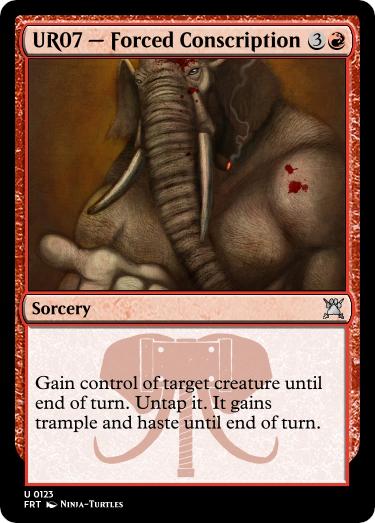 UR07 — Forced Conscription 3
Sorcery
Gain control of target creature until
end of turn. Untap it. It gains
trample and haste until end of turn.
U 0123
FRT Ninja-Turtles